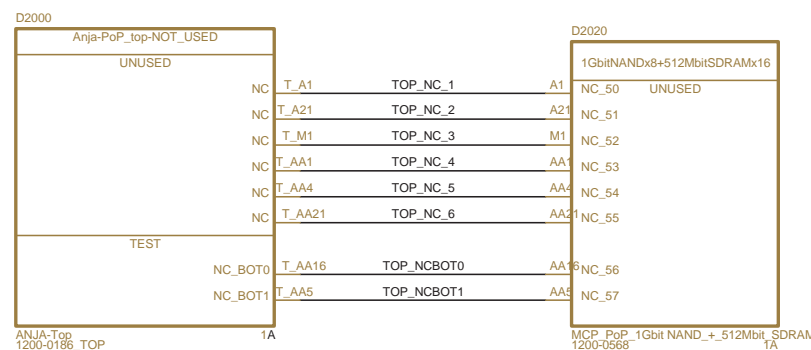 D2000
Anja-PoP_top-NOT_USED
UNUSED
NC T_A1 TOP_NC_1 A1 NC_50
NC T_A21 TOP_NC_2 A21 NC_51
NC T_M1 TOP_NC_3 M1 NC_52
NC T_AA1 TOP_NC_4 AA1 NC_53
NC T_AA4 TOP_NC_5 AA4 NC_54
NC T_AA21 TOP_NC_6 AA21 NC_55
TEST
NC_BOT0 T_AA16 TOP_NCBOT0 AA16 NC_56
NC_BOT1 T_AA5 TOP_NCBOT1 AA5 NC_57
ANJA-Top 1A
1200-0186 TOP
D2020
1GbitNANDx8+512MbitSDRAMx16
UNUSED
MCP_PoP_1Gbit NAND_+_512Mbit_SDRAM
1200-0568 1A